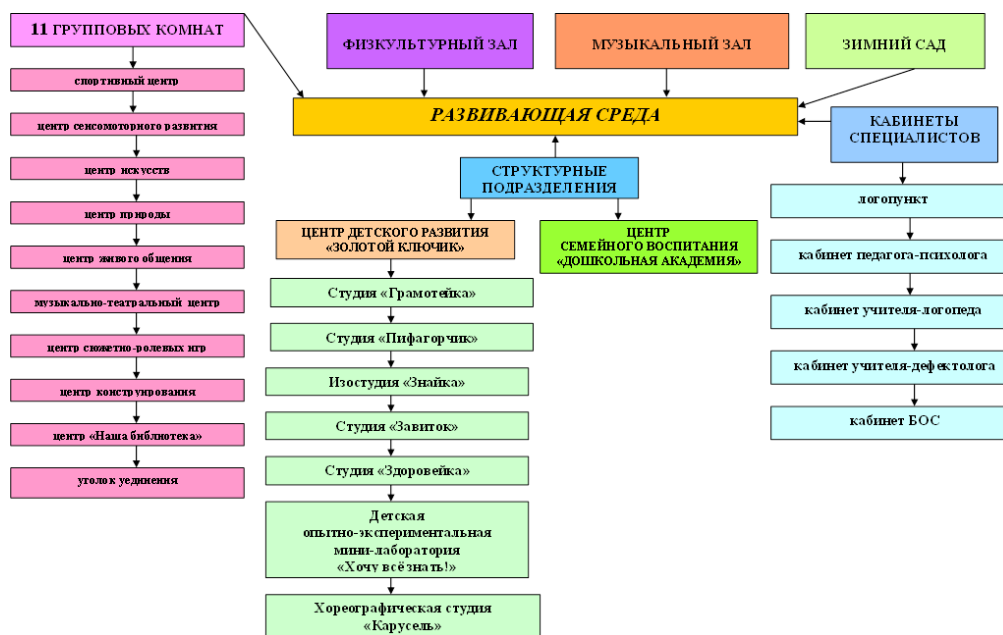 11 ГРУППОВЫХ КОМНАТ
спортивный центр
центр сенсомоторного развития
центр искусств
центр природы
центр живого общения
музыкально-театральный центр
центр сюжетно-ролевых игр
центр конструирования
центр «Наша библиотека»
уголок уединения
ФИЗКУЛЬТУРНЫЙ ЗАЛ
МУЗЫКАЛЬНЫЙ ЗАЛ
ЗИМНИЙ САД
РАЗВИВАЮЩАЯ СРЕДА
СТРУКТУРНЫЕ
ПОДРАЗДЕЛЕНИЯ
ЦЕНТР ДЕТСКОГО РАЗВИТИЯ
«ЗОЛОТОЙ КЛЮЧИК»
Студия «Грамотейка»
Студия «Пифагорчик»
Изостудия «Знайка»
Студия «Завиток»
Студия «Здоровейка»
Детская
опытно-экспериментальная
мини-лаборатория
«Хочу всё знать!»
Хореографическая студия
«Карусель»
ЦЕНТР
СЕМЕЙНОГО ВОСПИТАНИЯ
«ДОШКОЛЬНАЯ АКАДЕМИЯ»
КАБИНЕТЫ
СПЕЦИАЛИСТОВ
логопункт
кабинет педагога-психолога
кабинет учителя-логопеда
кабинет учителя-дефектолога
кабинет БОС